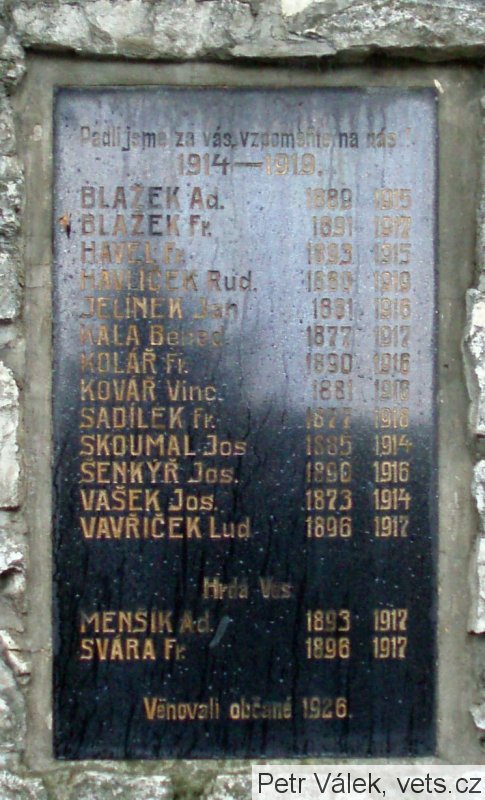 Padli jsme za vás, vzpomeňte na nás!
1914—1919.
BLAŽEK Ad. 1889 1915
BLAŽEK Fr. 1891 1917
HAVEL Fr. 1893 1915
HAVLÍČEK Rud. 1880 1919
JELÍNEK Jan 1881 1916
KALA Bened. 1877 1917
KOLÁŘ Fr. 1890 1916
KOVÁŘ Vinc. 1881 1918
SADÍLEK Fr. 1877 1918
SKOUMAL Jos. 1885 1914
ŠENKYŘ Jos. 1890 1916
VAŠEK Jos. 1873 1914
VAVŘIČEK Lud. 1896 1917
Hrdá Ves
MENŠÍK Ad. 1893 1917
SVÁRA Fr. 1896 1917
Věnovali občané 1926.
Petr Válek, vets.cz